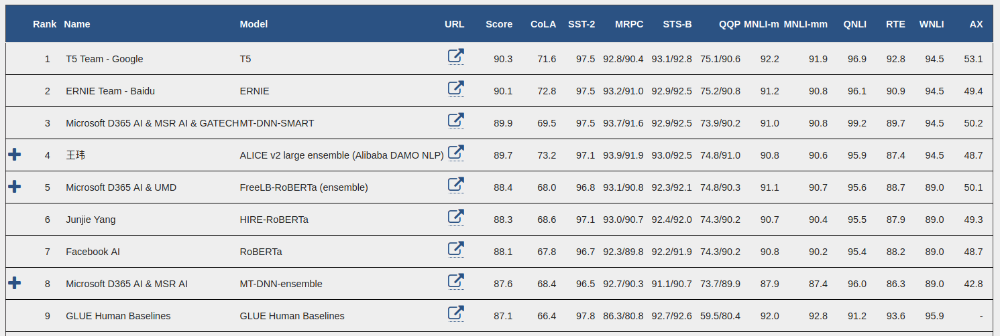 Rank Name Model URL Score CoLA SST-2 MRPC STS-B QQP MNLI-m MNLI-mm QNLI RTE WNLI AX
1 T5 Team - Google T5 90.3 71.6 97.5 92.8/90.4 93.1/92.8 75.1/90.6 92.2 91.9 96.9 92.8 94.5 53.1
2 ERNIE Team - Baidu ERNIE 90.1 72.8 97.5 93.2/91.0 92.9/92.5 75.2/90.8 91.2 90.8 96.1 90.9 94.5 49.4
3 Microsoft D365 AI & MSR AI & GATECH MT-DNN-SMART 89.9 69.5 97.5 93.7/91.6 92.9/92.5 73.9/90.2 91.0 90.8 99.2 89.7 94.5 50.2
4 王玮 ALICE v2 large ensemble (Alibaba DAMO NLP) 89.7 73.2 97.1 93.9/91.9 93.0/92.5 74.8/91.0 90.8 90.6 95.9 87.4 94.5 48.7
5 Microsoft D365 AI & UMD FreeLB-RoBERTa (ensemble) 88.4 68.0 96.8 93.1/90.8 92.3/92.1 74.8/90.3 91.1 90.7 95.6 88.7 89.0 50.1
6 Junjie Yang HIRE-RoBERTa 88.3 68.6 97.1 93.0/90.7 92.4/92.0 74.3/90.2 90.7 90.4 95.5 87.9 89.0 49.3
7 Facebook AI RoBERTa 88.1 67.8 96.7 92.3/89.8 92.2/91.9 74.3/90.2 90.8 90.2 95.4 88.2 89.0 48.7
8 Microsoft D365 AI & MSR AI MT-DNN-ensemble 87.6 68.4 96.5 92.7/90.3 91.1/90.7 73.7/89.9 87.9 87.4 96.0 86.3 89.0 42.8
9 GLUE Human Baselines GLUE Human Baselines 87.1 66.4 97.8 86.3/80.8 92.7/92.6 59.5/80.4 92.0 92.8 91.2 93.6 95.9 -